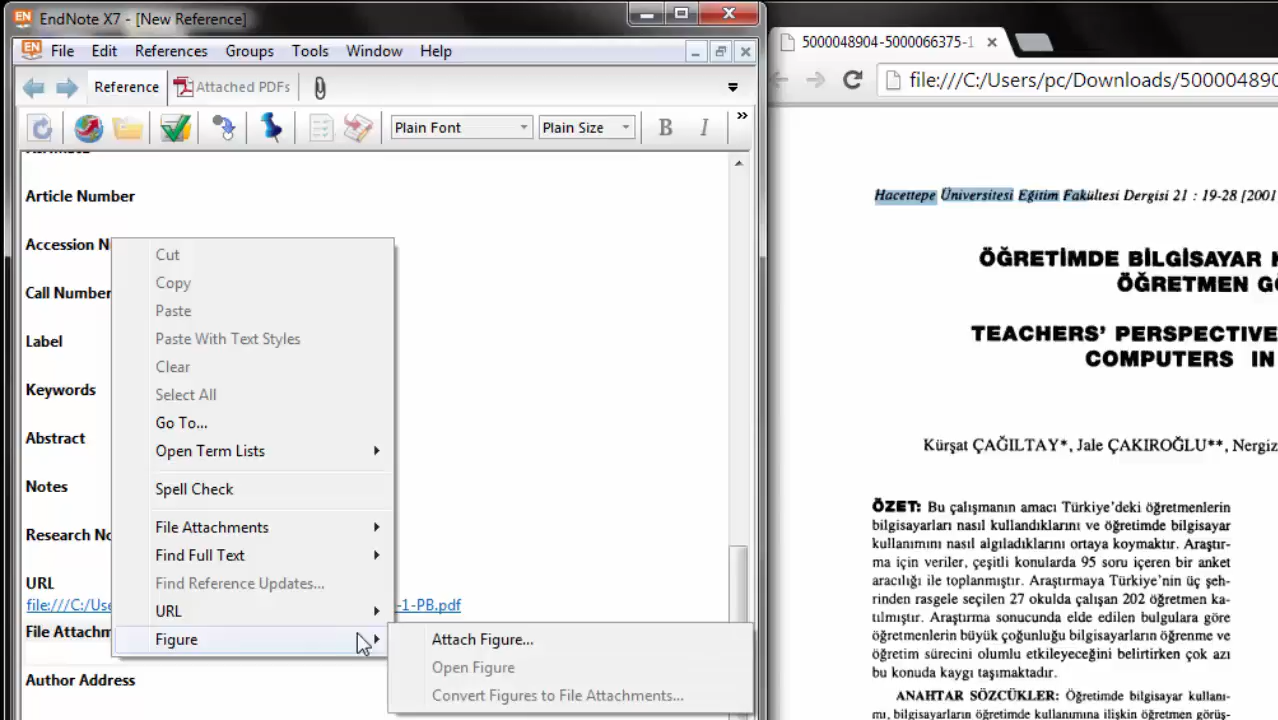 EN EndNote X7 - [New Reference]
EN File Edit References Groups Tools Window Help
Reference Attached PDFs
Plain Font Plain Size B I »
Article Number
Accession N
Call Number
Label
Keywords
Abstract
Notes
Research No
URL
file:///C:/Use -1-PB.pdf
File Attachm
Author Address
Cut
Copy
Paste
Paste With Text Styles
Clear
Select All
Go To...
Open Term Lists
Spell Check
File Attachments
Find Full Text
Find Reference Updates...
URL
Figure
Attach Figure...
Open Figure
Convert Figures to File Attachments...
5000048904-5000066375-1
file:///C:/Users/pc/Downloads/500004890
Hacettepe Üniversitesi Eğitim Fakültesi Dergisi 21 : 19-28 [2001
ÖĞRETİMDE BİLGİSAYAR K
ÖĞRETMEN GÖ
TEACHERS' PERSPECTIVE
COMPUTERS IN
Kürşat ÇAĞILTAY*, Jale ÇAKIROĞLU**, Nergiz
ÖZET: Bu çalışmanın amacı Türkiye'deki öğretmenlerin
bilgisayarları nasıl kullandıklarını ve öğretimde bilgisayar
kullanımını nasıl algıladıklarını ortaya koymaktır. Araştır-
ma için veriler, çeşitli konularda 95 soru içeren bir anket
aracılığı ile toplanmıştır. Araştırmaya Türkiye'nin üç şeh-
rinden rasgele seçilen 27 okulda çalışan 202 öğretmen ka-
tılmıştır. Araştırma sonucunda elde edilen bulgulara göre
öğretmenlerin büyük çoğunluğu bilgisayarların öğrenme ve
öğretim sürecini olumlu etkileyeceğini belirtirken çok azı
bu konuda kaygı taşımaktadır.
ANAHTAR SÖZCÜKLER: Öğretimde bilgisayar kullanı-
mı, bilgisayarların öğretimde kullanımına ilişkin öğretmen görüş-